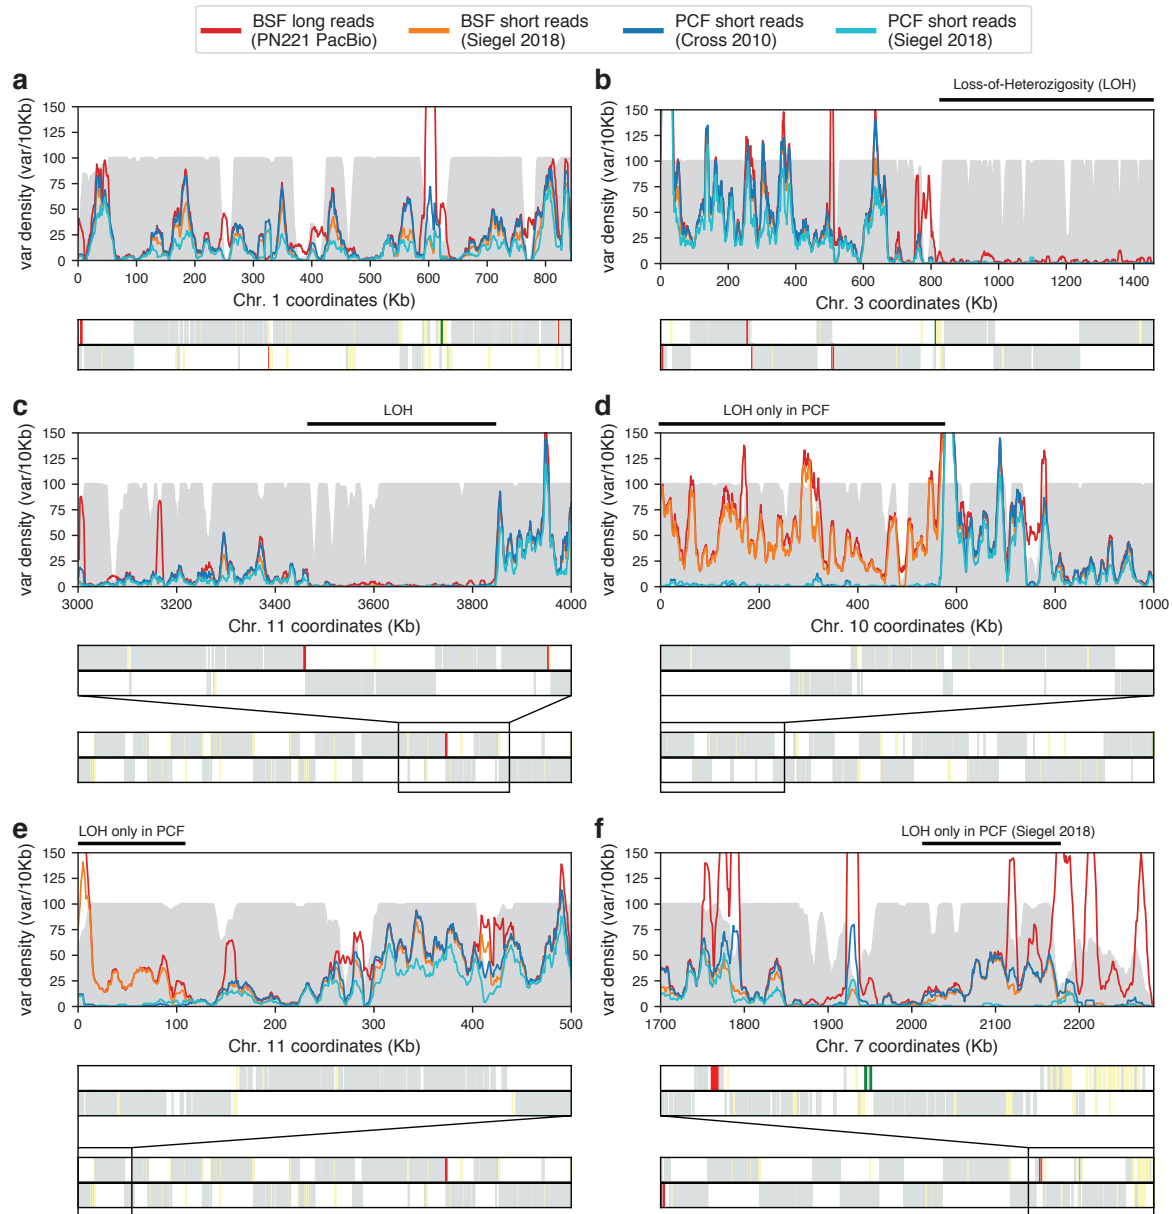 BSF long reads
(PN221 PacBio)
BSF short reads
(Siegel 2018)
PCF short reads
(Cross 2010)
PCF short reads
(Siegel 2018)
a
var density (var/10Kb)
150
125
100
75
50
25
0
0 100 200 300 400 500 600 700 800
Chr. 1 coordinates (Kb)
b
Loss-of-Heterozigosity (LOH)
var density (var/10Kb)
150
125
100
75
50
25
0
0 200 400 600 800 1000 1200 1400
Chr. 3 coordinates (Kb)
c
LOH
var density (var/10Kb)
150
125
100
75
50
25
0
3000 3200 3400 3600 3800 4000
Chr. 11 coordinates (Kb)
d
LOH only in PCF
var density (var/10Kb)
150
125
100
75
50
25
0
0 200 400 600 800 1000
Chr. 10 coordinates (Kb)
e
LOH only in PCF
var density (var/10Kb)
150
125
100
75
50
25
0
0 100 200 300 400 500
Chr. 11 coordinates (Kb)
f
LOH only in PCF (Siegel 2018)
var density (var/10Kb)
150
125
100
75
50
25
0
1700 1800 1900 2000 2100 2200
Chr. 7 coordinates (Kb)